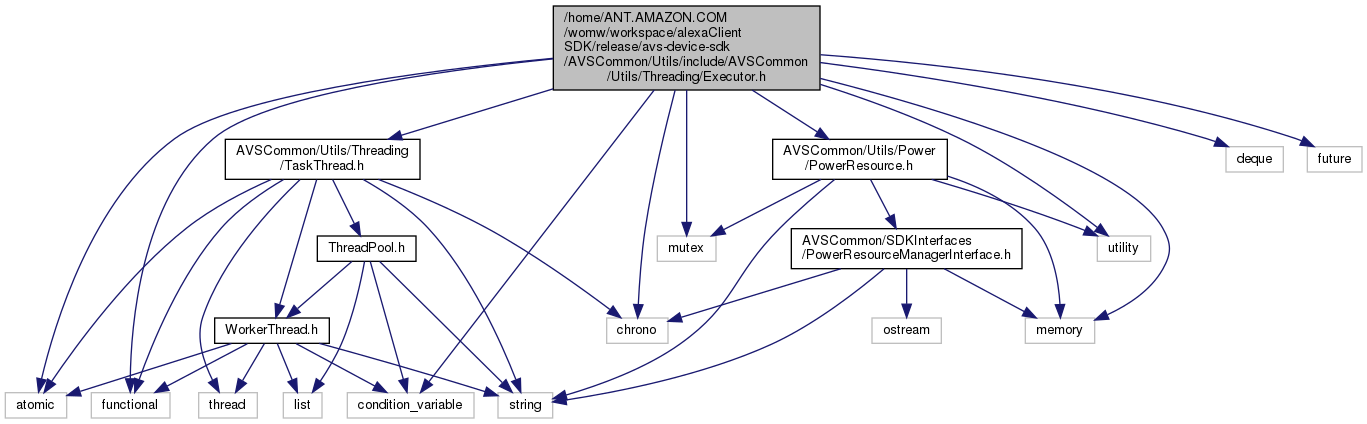 /home/ANT.AMAZON.COM
/womw/workspace/alexaClient
SDK/release/avs-device-sdk
/AVSCommon/Utils/include/AVSCommon
/Utils/Threading/Executor.h
AVSCommon/Utils/Threading
/TaskThread.h
AVSCommon/Utils/Power
/PowerResource.h
deque
future
ThreadPool.h
mutex
AVSCommon/SDKInterfaces
/PowerResourceManagerInterface.h
utility
WorkerThread.h
chrono
ostream
memory
atomic
functional
thread
list
condition_variable
string